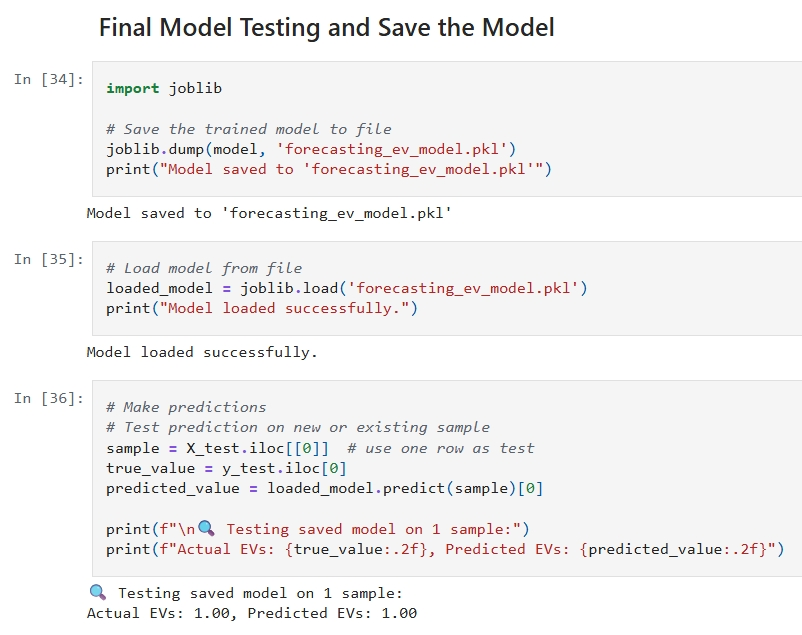 Final Model Testing and Save the Model
In [34]:
import joblib
# Save the trained model to file
joblib.dump(model, 'forecasting_ev_model.pkl')
print("Model saved to 'forecasting_ev_model.pkl'")
Model saved to 'forecasting_ev_model.pkl'
In [35]:
# Load model from file
loaded_model = joblib.load('forecasting_ev_model.pkl')
print("Model loaded successfully.")
Model loaded successfully.
In [36]:
# Make predictions
# Test prediction on new or existing sample
sample = X_test.iloc[[0]]  # use one row as test
true_value = y_test.iloc[0]
predicted_value = loaded_model.predict(sample)[0]
print(f"\n🔍 Testing saved model on 1 sample:")
print(f"Actual EVs: {true_value:.2f}, Predicted EVs: {predicted_value:.2f}")
🔍 Testing saved model on 1 sample:
Actual EVs: 1.00, Predicted EVs: 1.00